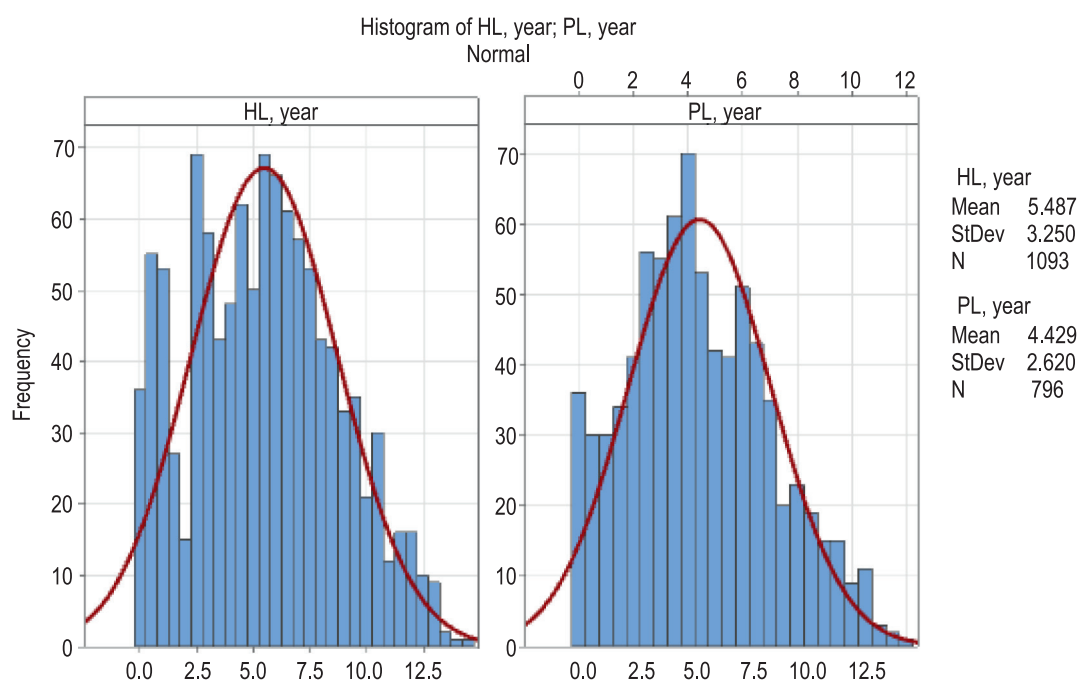 Histogram of HL, year; PL, year
Normal
0 2 4 6 8 10 12
HL, year
PL, year
Frequency
70
60
50
40
30
20
10
0
0.0 2.5 5.0 7.5 10.0 12.5
70
60
50
40
30
20
10
0
0.0 2.5 5.0 7.5 10.0 12.5
HL, year
Mean 5.487
StDev 3.250
N 1093
PL, year
Mean 4.429
StDev 2.620
N 796